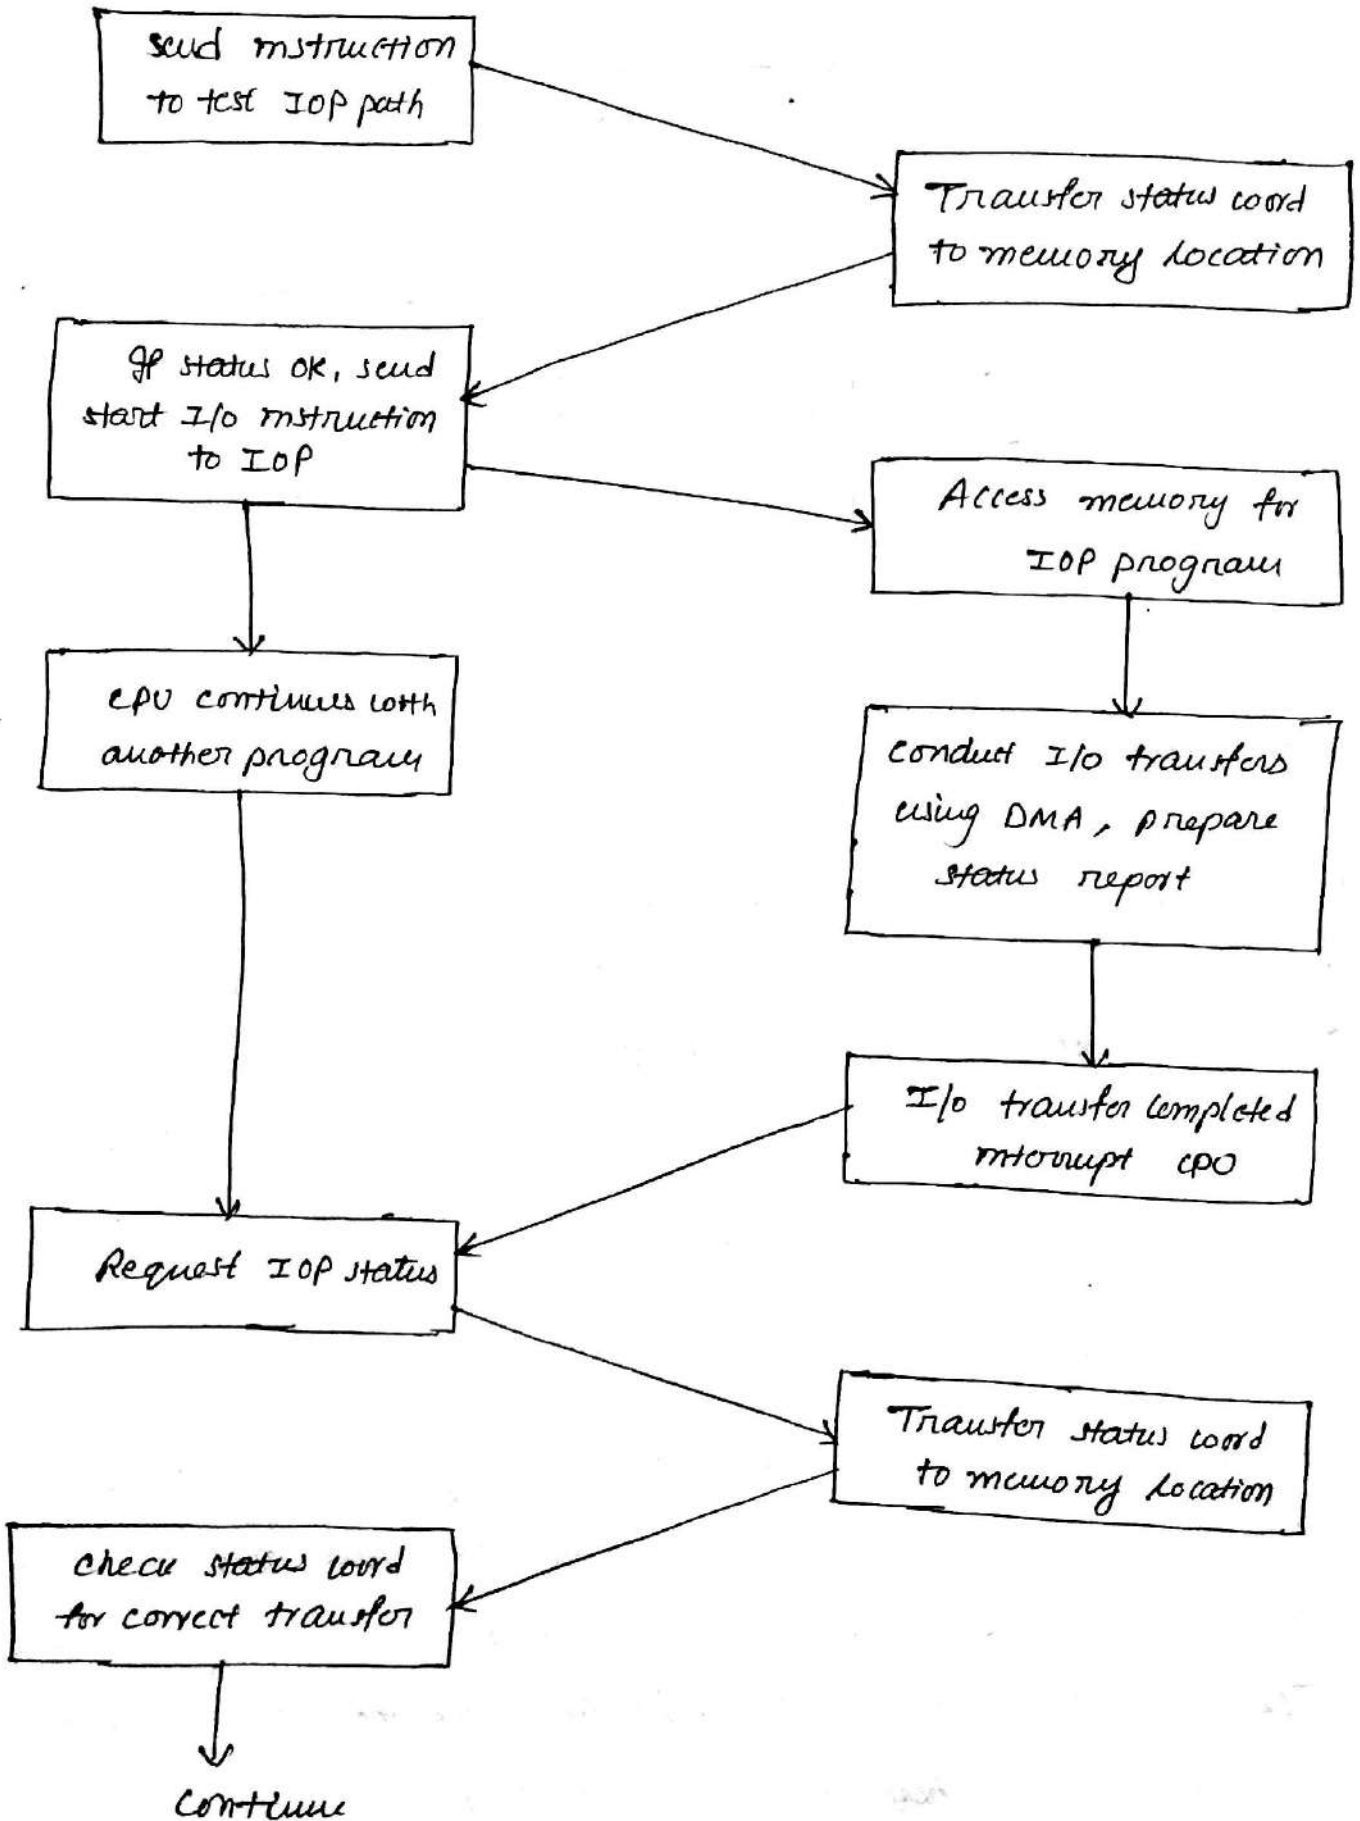 send instruction
to test IOP path
Transfer status word
to memory location
If status OK, send
start I/O instruction
to IOP
Access memory for
IOP program
CPU continues with
another program
conduct I/o transfers
using DMA, prepare
status report
I/o transfer completed
interrupt CPU
Request IOP status
Transfer status word
to memory location
check status word
for correct transfer
continue